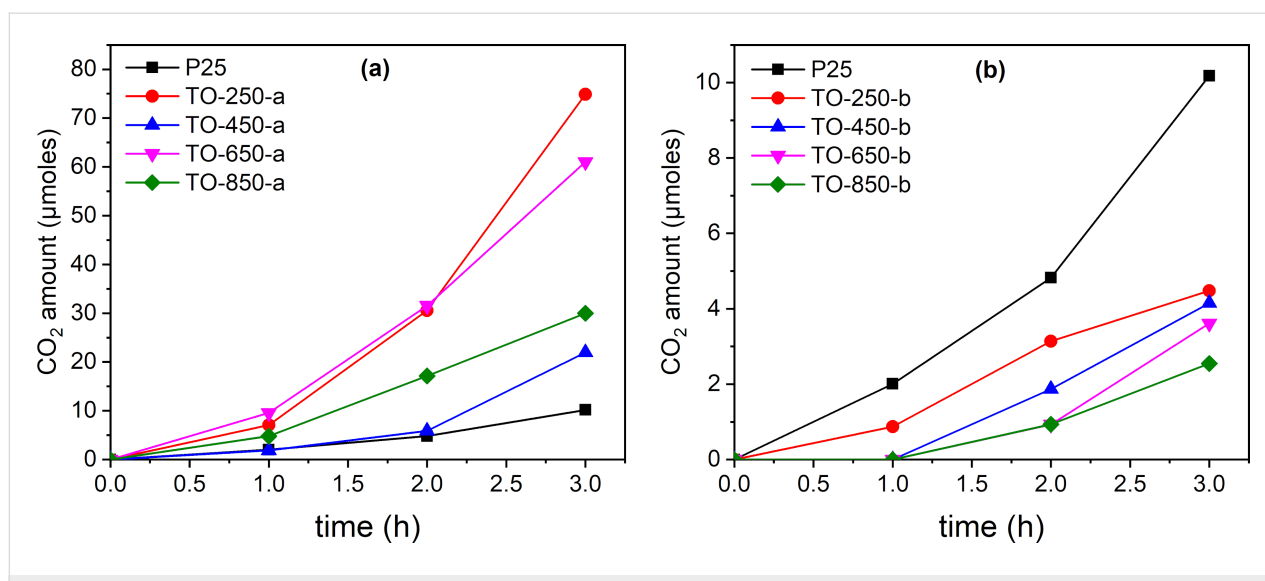 (a)
P25
TO-250-a
TO-450-a
TO-650-a
TO-850-a
CO₂ amount (μmoles)
80
70
60
50
40
30
20
10
0
0.0 0.5 1.0 1.5 2.0 2.5 3.0
time (h)
(b)
P25
TO-250-b
TO-450-b
TO-650-b
TO-850-b
CO₂ amount (μmoles)
10
8
6
4
2
0
0.0 0.5 1.0 1.5 2.0 2.5 3.0
time (h)